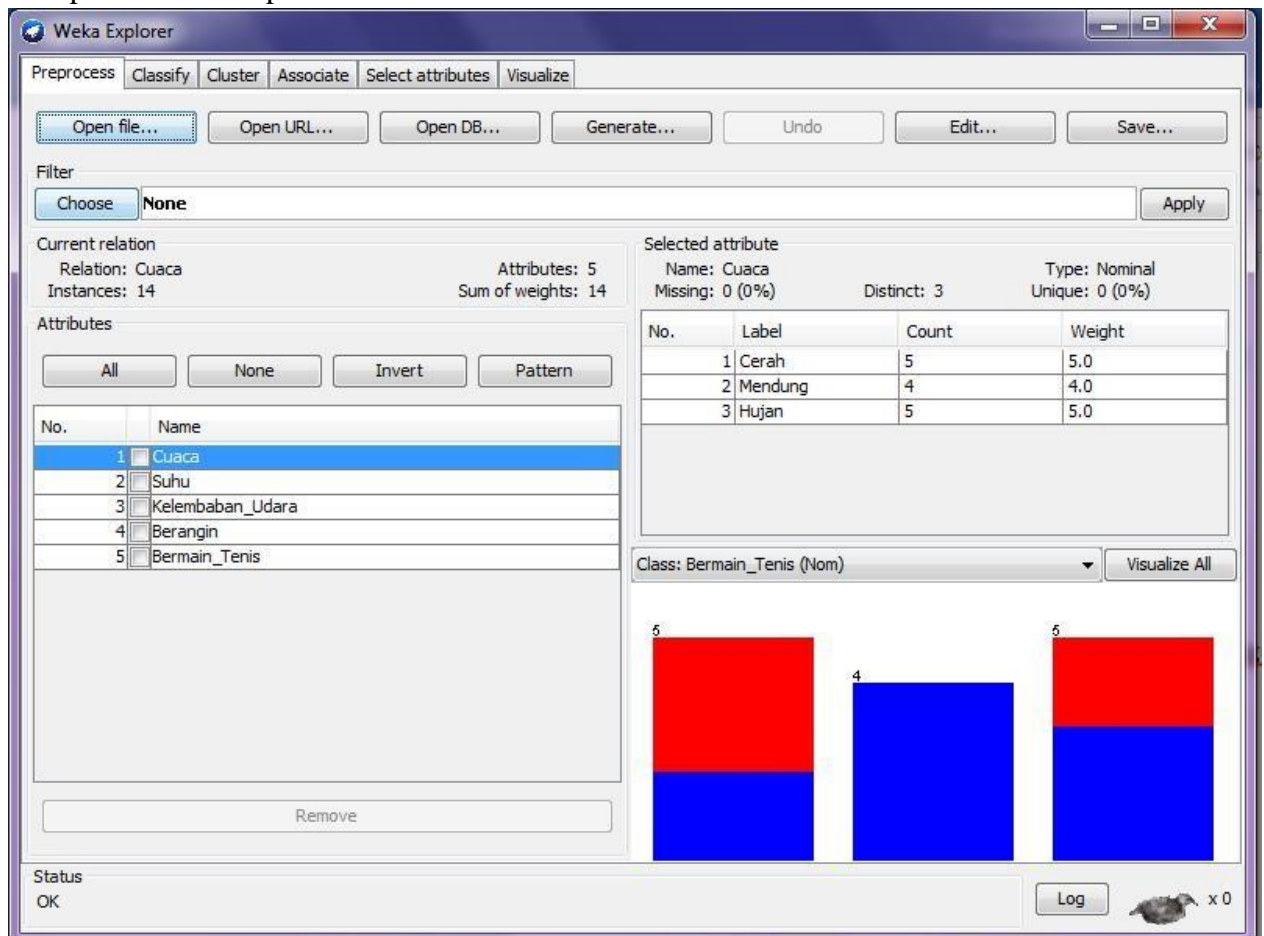 Weka Explorer
Preprocess Classify Cluster Associate Select attributes Visualize
Open file... Open URL... Open DB... Generate... Undo Edit... Save...
Filter
Choose None Apply
Current relation
Relation: Cuaca Attributes: 5
Instances: 14 Sum of weights: 14
Attributes
All None Invert Pattern
No. Name
1 Cuaca
2 Suhu
3 Kelembaban_Udara
4 Berangin
5 Bermain_Tenis
Remove
Selected attribute
Name: Cuaca Type: Nominal
Missing: 0 (0%) Distinct: 3 Unique: 0 (0%)
No. Label Count Weight
1 Cerah 5 5.0
2 Mendung 4 4.0
3 Hujan 5 5.0
Class: Bermain_Tenis (Nom) Visualize All
5 4 5
Status
OK
Log x 0